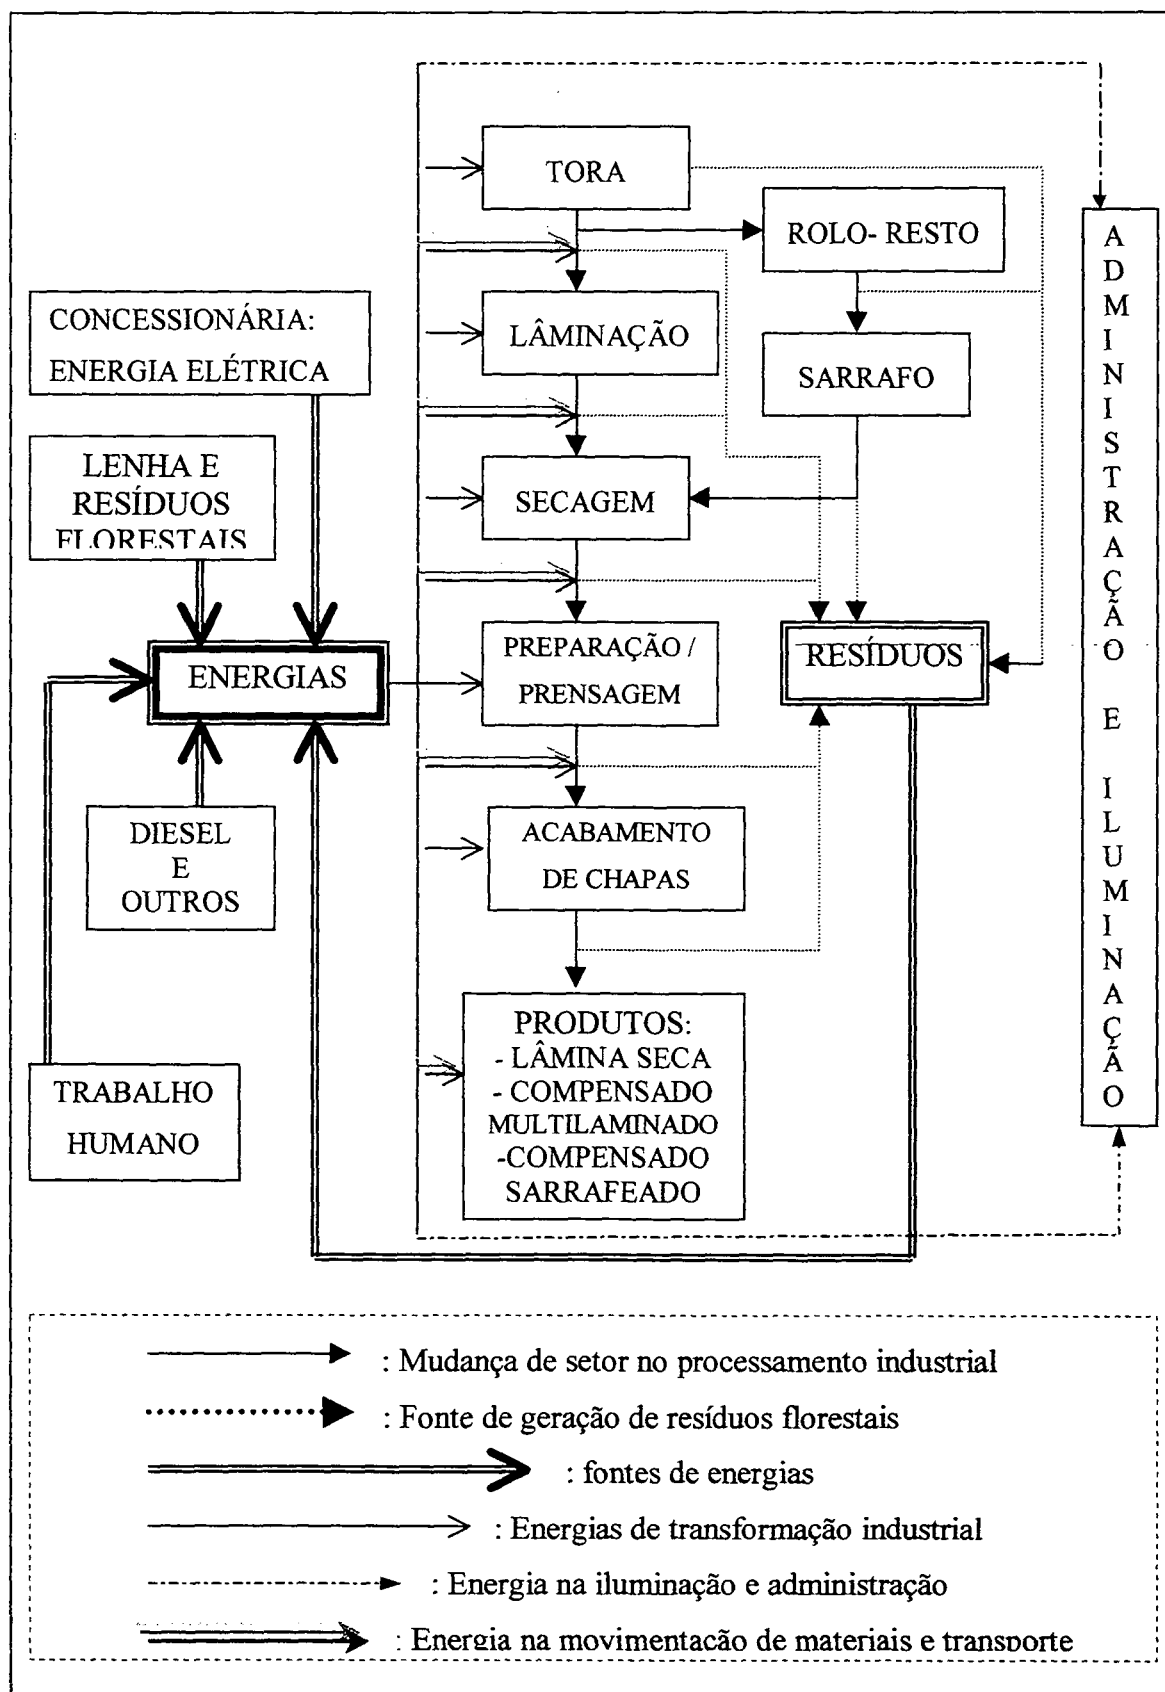 TORA
ROLO- RESTO
CONCESSIONÁRIA:
ENERGIA ELÉTRICA
LÂMINAÇÃO
SARRAFO
LENHA E
RESÍDUOS
FLORESTAIS
SECAGEM
ENERGIAS
PREPARAÇÃO /
PRENSAGEM
RESÍDUOS
DIESEL
E
OUTROS
ACABAMENTO
DE CHAPAS
TRABALHO
HUMANO
PRODUTOS:
- LÂMINA SECA
- COMPENSADO
MULTILAMINADO
-COMPENSADO
SARRAFEADO
ADMINISTRAÇÃO E ILUMINAÇÃO
: Mudança de setor no processamento industrial
: Fonte de geração de resíduos florestais
: fontes de energias
: Energias de transformação industrial
: Energia na iluminação e administração
: Energia na movimentação de materiais e transporte